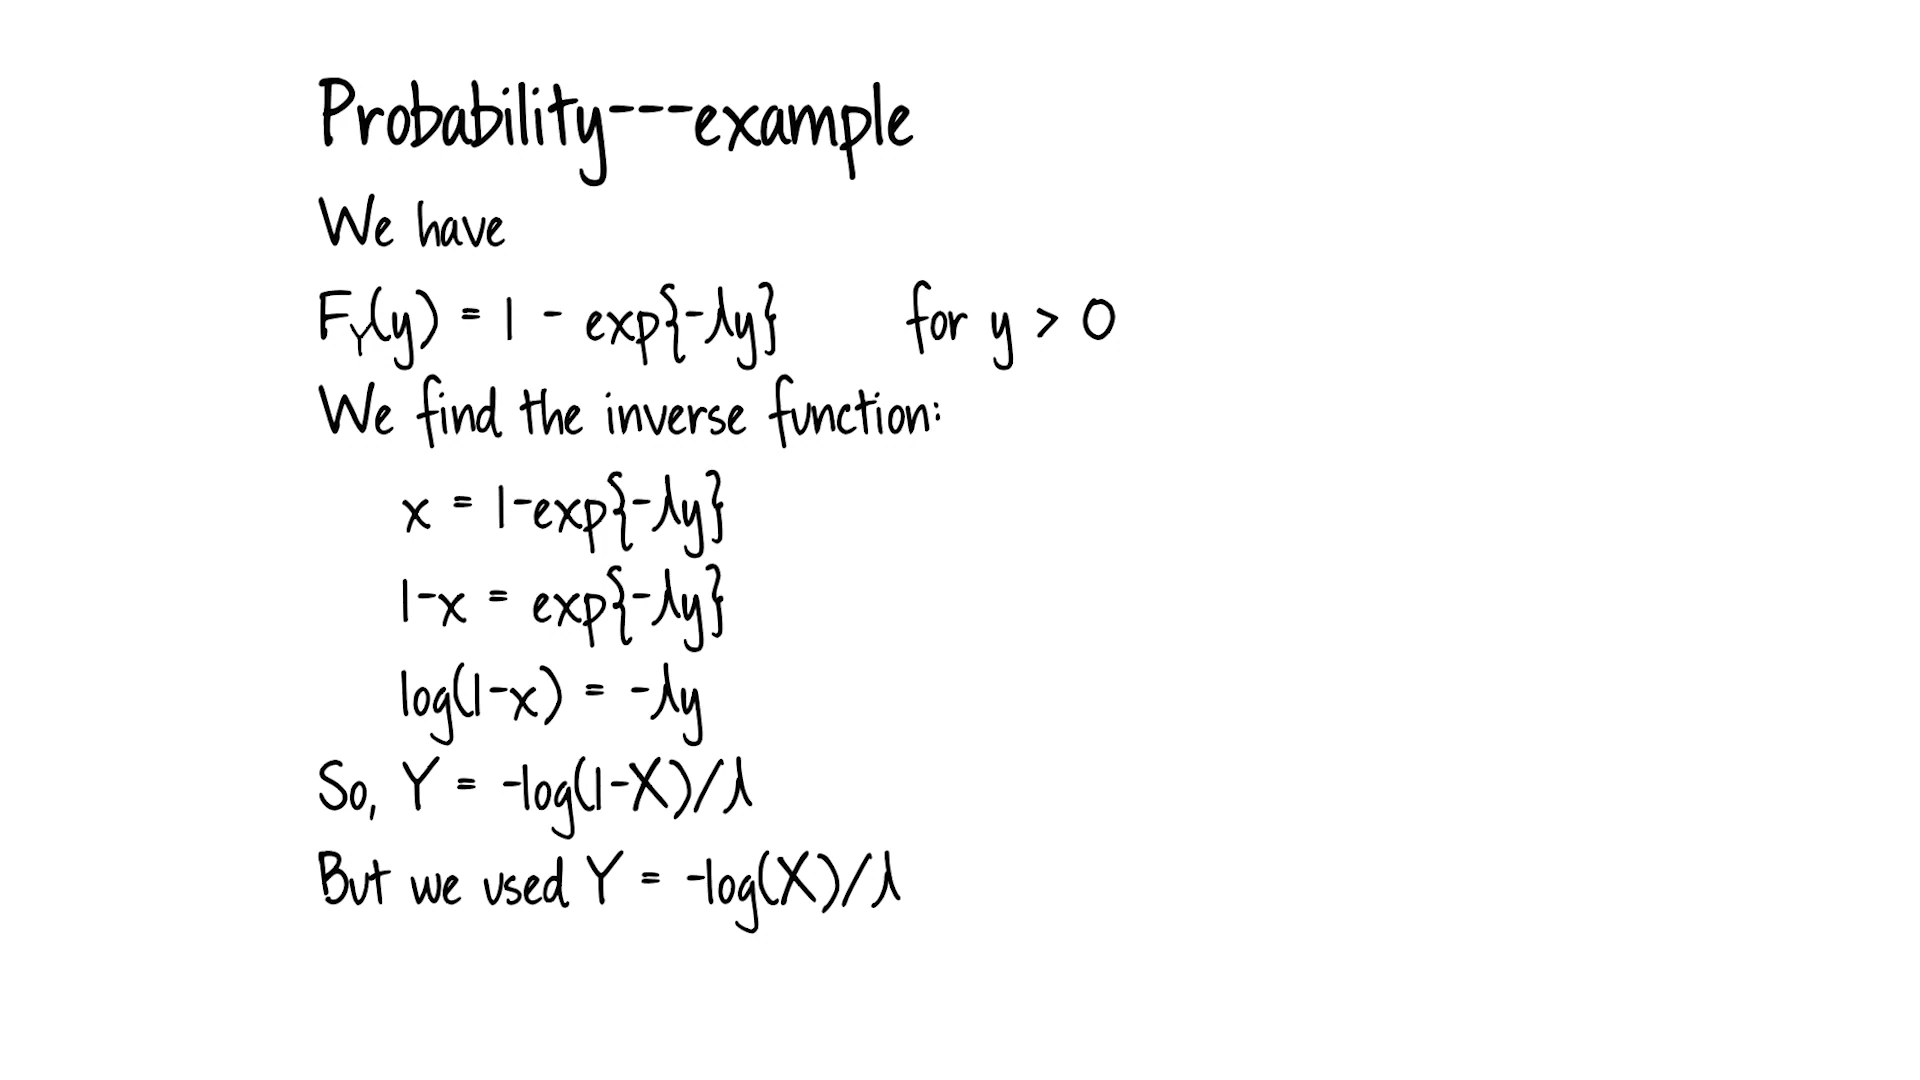 Probability---example
We have
F_Y(y) = 1 - exp{-λy} for y > 0
We find the inverse function:
x = 1-exp{-λy}
1-x = exp{-λy}
log(1-x) = -λy
So, Y = -log(1-X)/λ
But we used Y = -log(X)/λ